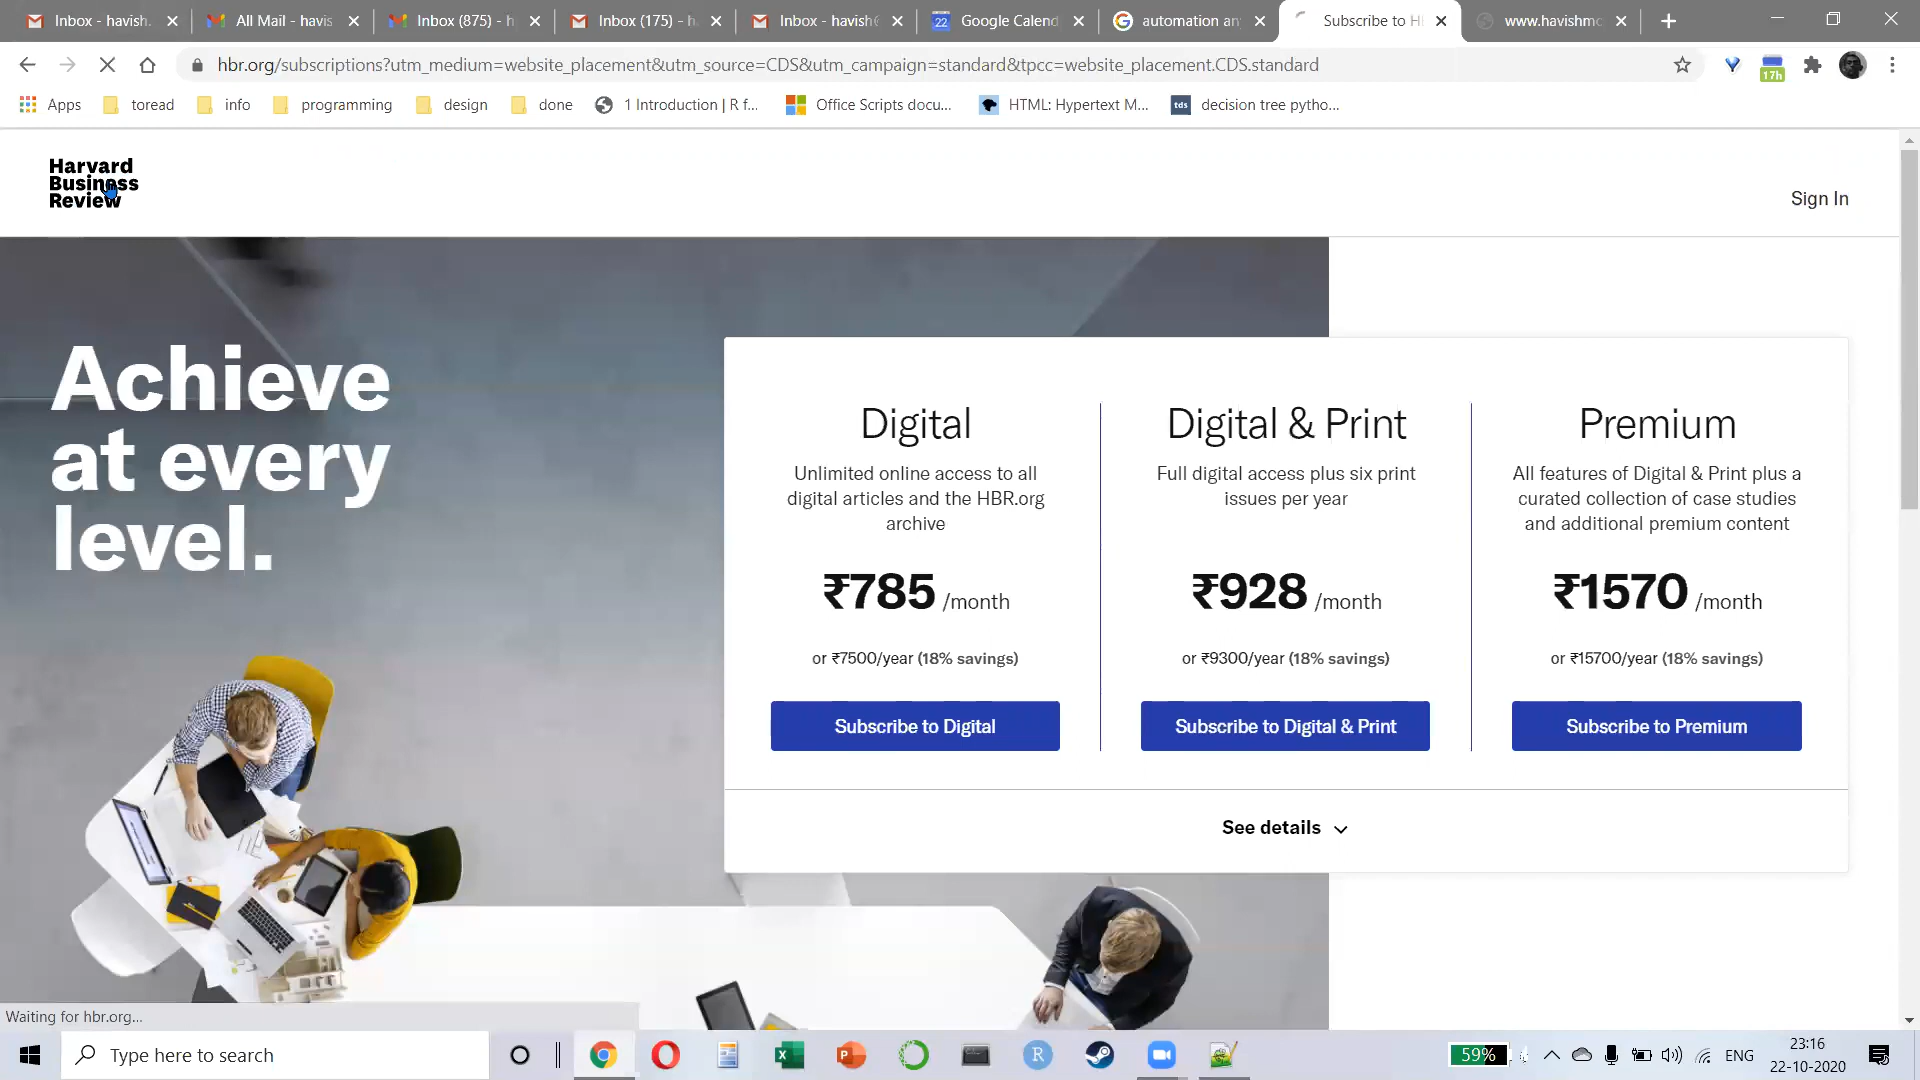 Inbox - havish.
All Mail - havis
Inbox (875) - h
Inbox (175) - h
Inbox - havish
Google Calend
automation an
Subscribe to H
www.havishmc
hbr.org/subscriptions?utm_medium=website_placement&utm_source=CDS&utm_campaign=standard&tpcc=website_placement.CDS.standard
17h
Apps
toread
info
programming
design
done
1 Introduction | R f...
Office Scripts docu...
HTML: Hypertext M...
tds
decision tree pytho...
Harvard
Business
Review
Sign In
Achieve
at every
level.
Digital
Unlimited online access to all
digital articles and the HBR.org
archive
₹785 /month
or ₹7500/year (18% savings)
Subscribe to Digital
Digital & Print
Full digital access plus six print
issues per year
₹928 /month
or ₹9300/year (18% savings)
Subscribe to Digital & Print
Premium
All features of Digital & Print plus a
curated collection of case studies
and additional premium content
₹1570 /month
or ₹15700/year (18% savings)
Subscribe to Premium
See details
Waiting for hbr.org...
Type here to search
59%
ENG
23:16
22-10-2020